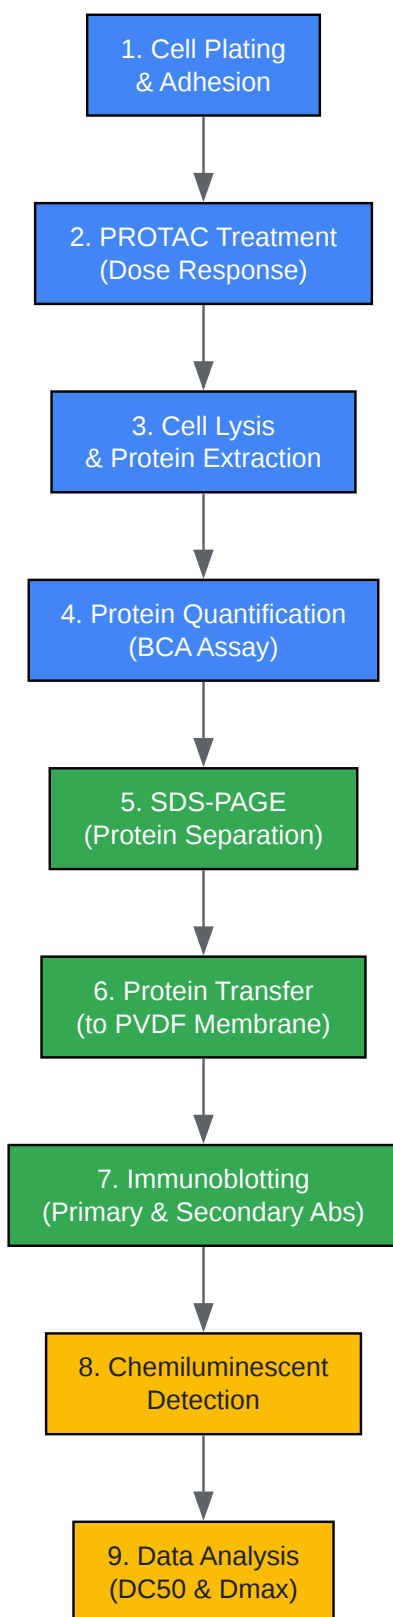 1. Cell Plating
& Adhesion
2. PROTAC Treatment
(Dose Response)
3. Cell Lysis
& Protein Extraction
4. Protein Quantification
(BCA Assay)
5. SDS-PAGE
(Protein Separation)
6. Protein Transfer
(to PVDF Membrane)
7. Immunoblotting
(Primary & Secondary Abs)
8. Chemiluminescent
Detection
9. Data Analysis
(DC50 & Dmax)